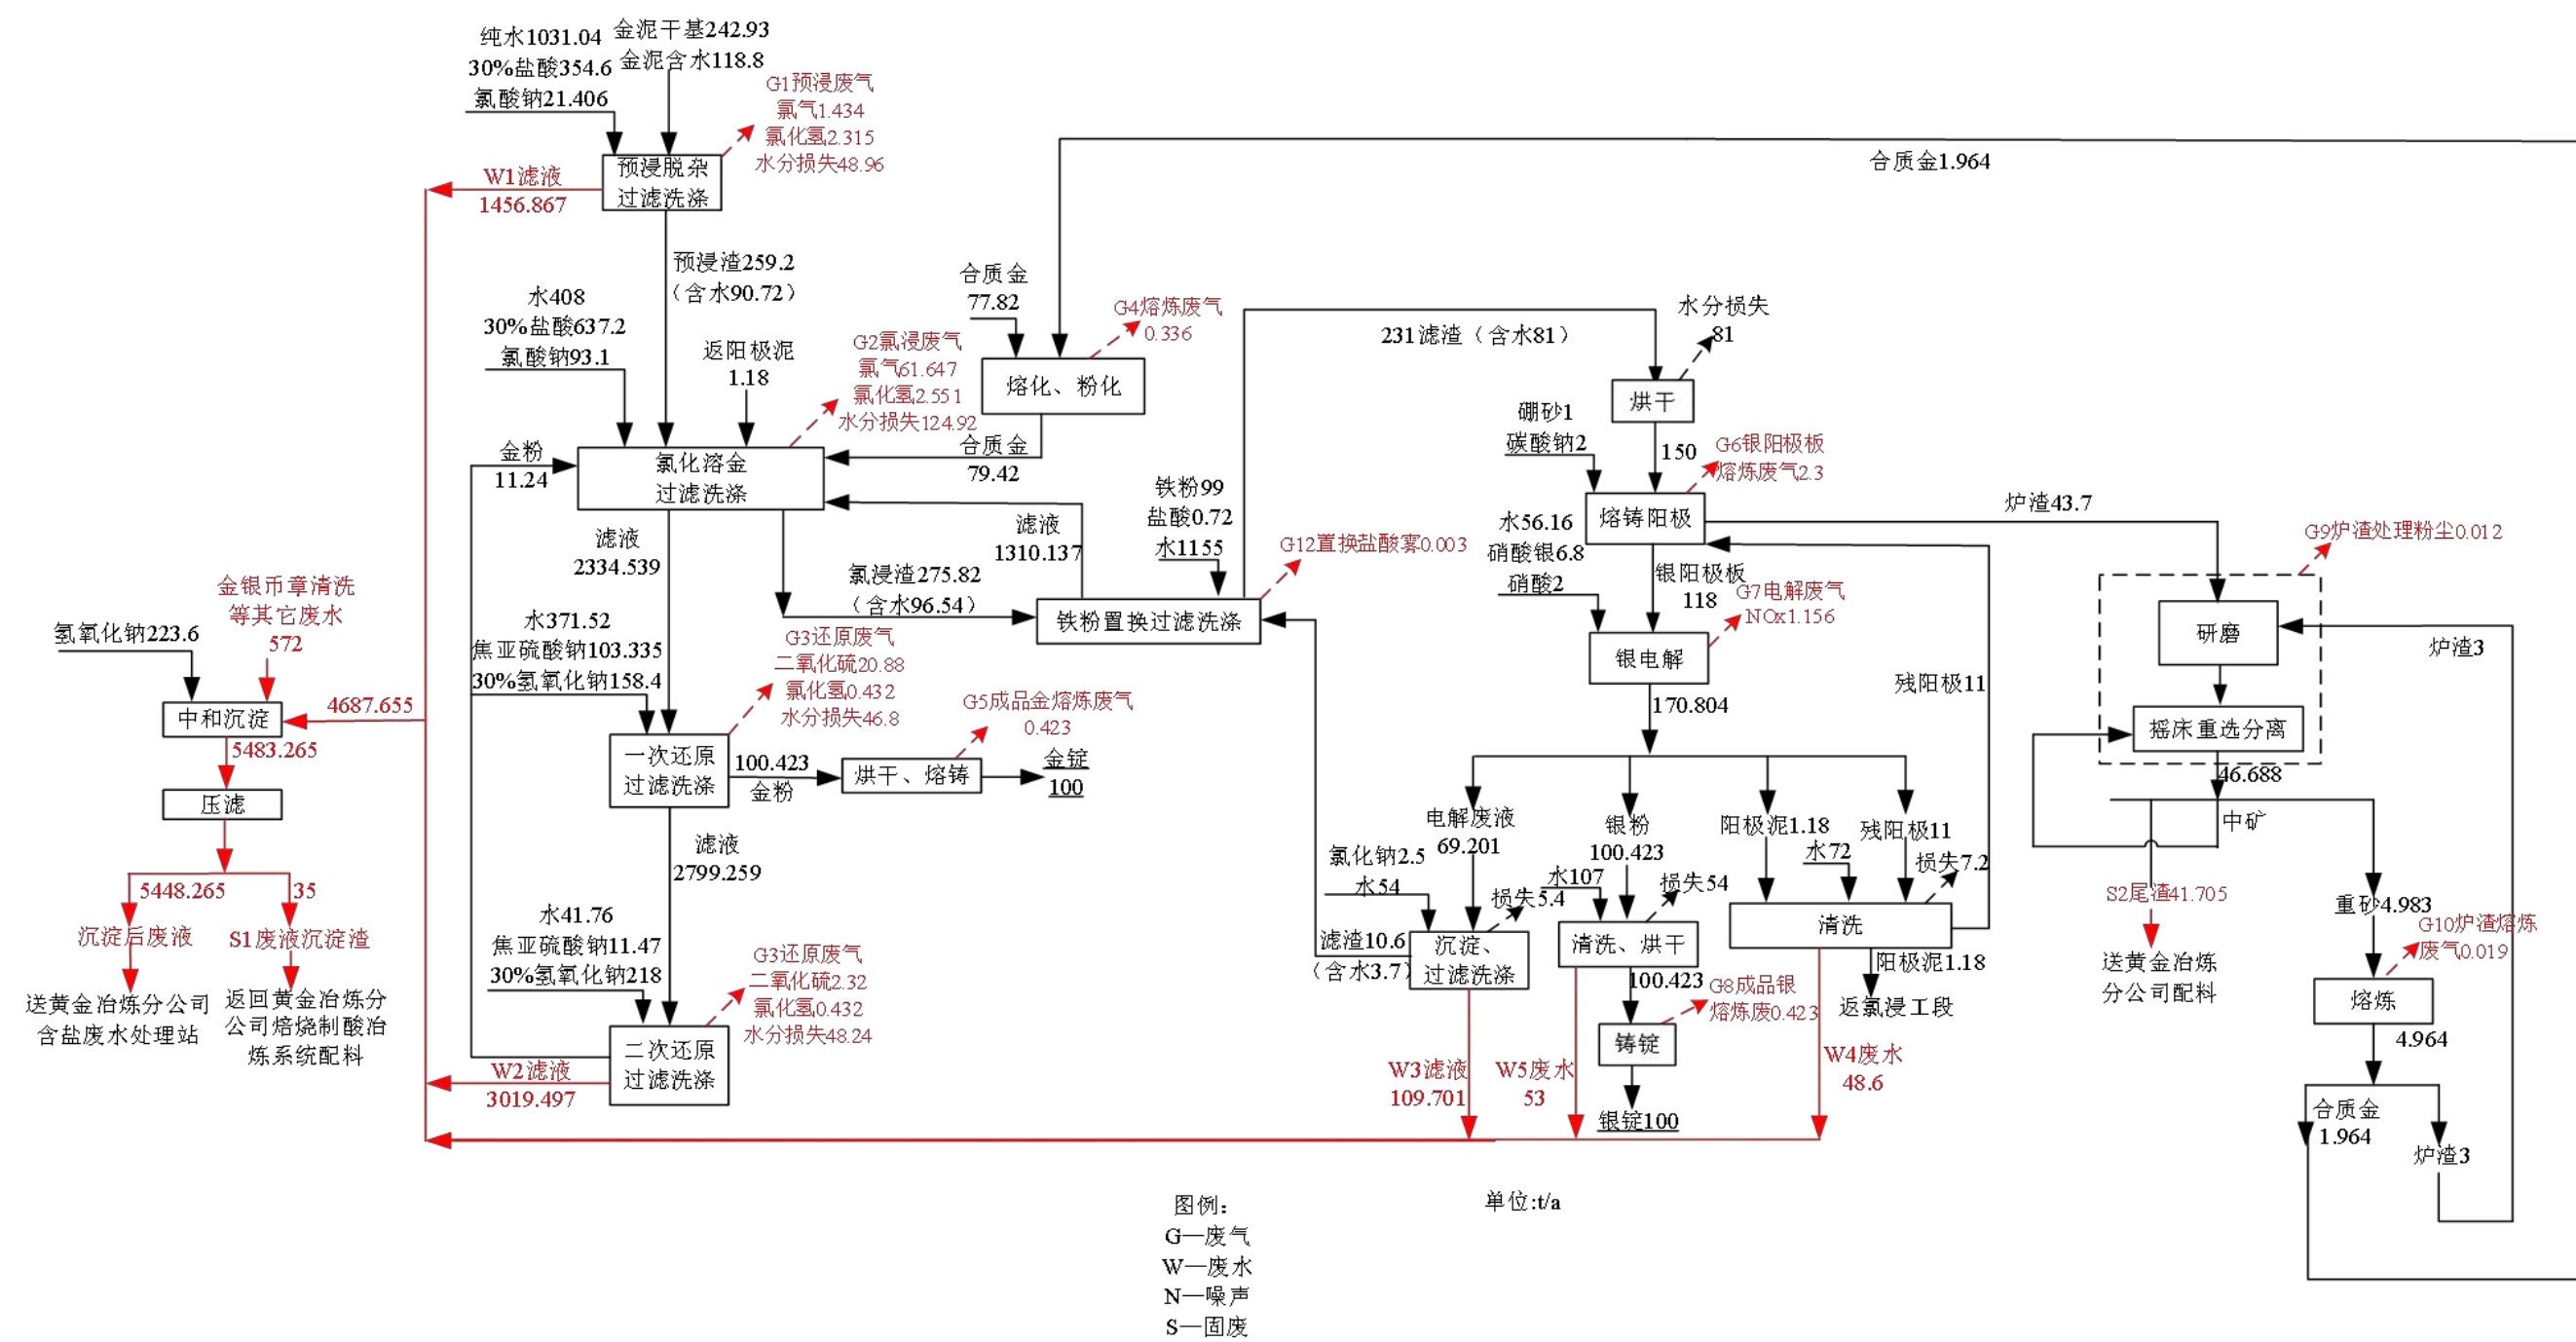 纯水1031.04
30%盐酸354.6
氯酸钠21.406
金泥干基242.93
金泥含水118.8
G1预浸废气
氯气1.434
氯化氢2.315
水分损失48.96
预浸脱杂
过滤洗涤
W1滤液
1456.867
合质金1.964
预浸渣259.2
（含水90.72）
水408
30%盐酸637.2
氯酸钠93.1
返阳极泥
1.18
G2氯浸废气
氯气61.647
氯化氢2.551
水分损失124.92
合质金
77.82
G4熔炼废气
0.336
熔化、粉化
合质金
79.42
金粉
11.24
氯化溶金
过滤洗涤
滤液
2334.539
滤液
1310.137
氯浸渣275.82
（含水96.54）
铁粉99
盐酸0.72
水1155
G12置换盐酸雾0.003
铁粉置换过滤洗涤
231滤渣（含水81）
水分损失
81
烘干
150
硼砂1
碳酸钠2
G6银阳极板
熔炼废气2.3
熔铸阳极
炉渣43.7
水56.16
硝酸银6.8
硝酸2
银阳极板
118
G7电解废气
NOx1.156
银电解
170.804
残阳极11
G9炉渣处理粉尘0.012
研磨
炉渣3
摇床重选分离
46.688
中矿
金银币章清洗
等其它废水
572
氢氧化钠223.6
中和沉淀
4687.655
5483.265
压滤
5448.265
35
沉淀后废液
S1废液沉淀渣
送黄金冶炼分公司
含盐废水处理站
返回黄金冶炼分
公司焙烧制酸冶
炼系统配料
水371.52
焦亚硫酸钠103.335
30%氢氧化钠158.4
G3还原废气
二氧化硫20.88
氯化氢0.432
水分损失46.8
一次还原
过滤洗涤
100.423
金粉
G5成品金熔炼废气
0.423
烘干、熔铸
金锭
100
滤液
2799.259
水41.76
焦亚硫酸钠11.47
30%氢氧化钠218
G3还原废气
二氧化硫2.32
氯化氢0.432
水分损失48.24
二次还原
过滤洗涤
W2滤液
3019.497
电解废液
69.201
银粉
100.423
阳极泥1.18
残阳极11
氯化钠2.5
水54
损失5.4
水107
损失54
水72
损失7.2
滤渣10.6
（含水3.7）
沉淀、
过滤洗涤
清洗、烘干
清洗
100.423
G8成品银
熔炼废0.423
铸锭
银锭100
阳极泥1.18
返氯浸工段
W3滤液
109.701
W5废水
53
W4废水
48.6
S2尾渣41.705
送黄金冶炼
分公司配料
重砂4.983
G10炉渣熔炼
废气0.019
熔炼
4.964
合质金
1.964
炉渣3
图例：
G—废气
W—废水
N—噪声
S—固废
单位:t/a